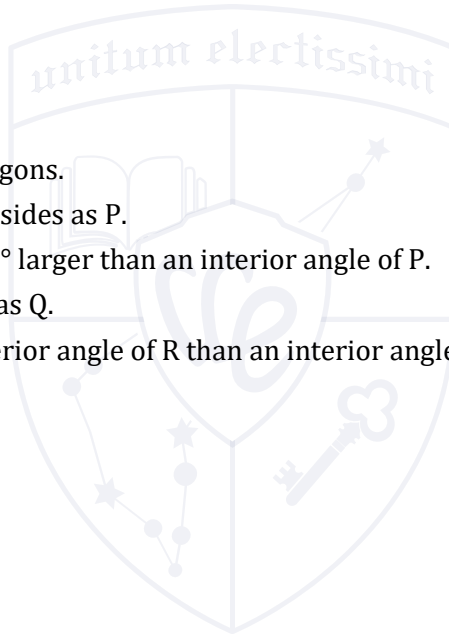 unitum electissimi
gons.
sides as P.
° larger than an interior angle of P.
as Q.
erior angle of R than an interior angle